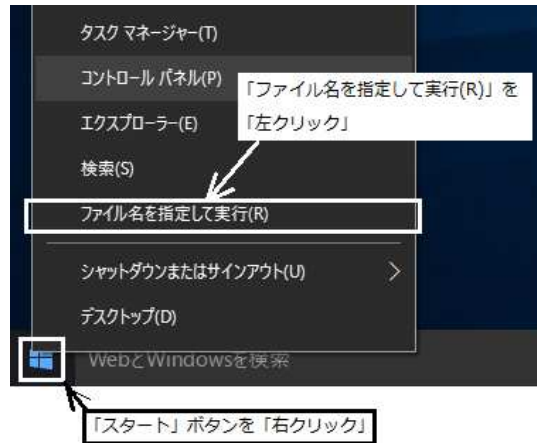 タスク マネージャー(T)
コントロール パネル(P)
「ファイル名を指定して実行(R)」を
「左クリック」
エクスプローラー(E)
検索(S)
ファイル名を指定して実行(R)
シャットダウンまたはサインアウト(U)
デスクトップ(D)
WebとWindowsを検索
「スタート」ボタンを「右クリック」